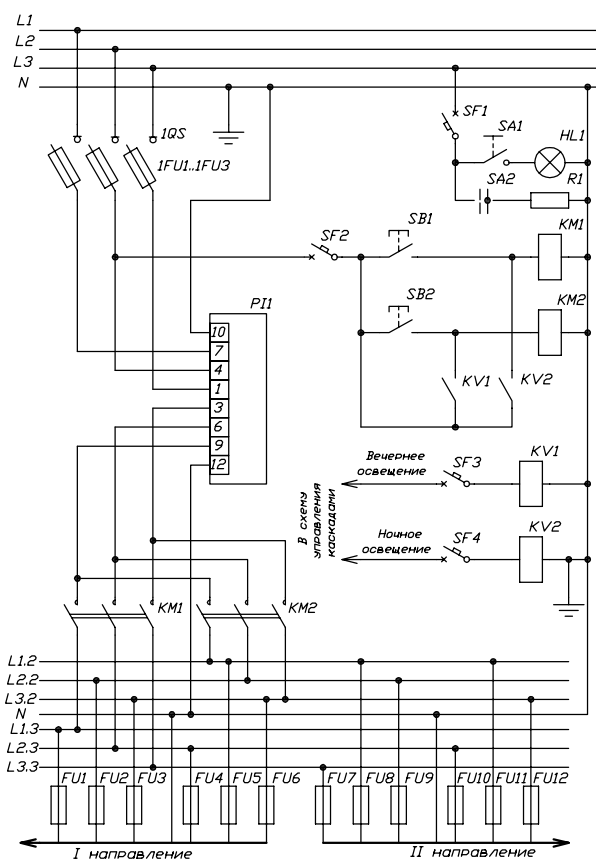 L1
L2
L3
N
1QS
1FU1..1FU3
SF1
SA1
HL1
SA2
R1
SF2
SB1
KM1
SB2
KM2
PI1
10
7
4
1
3
6
9
12
KV1
KV2
Вечернее
освещение
SF3
KV1
В схему
управления
каскадами
Ночное
освещение
SF4
KV2
KM1
KM2
L1.2
L2.2
L3.2
N
L1.3
L2.3
L3.3
FU1
FU2
FU3
FU4
FU5
FU6
FU7
FU8
FU9
FU10
FU11
FU12
I направление
II направление